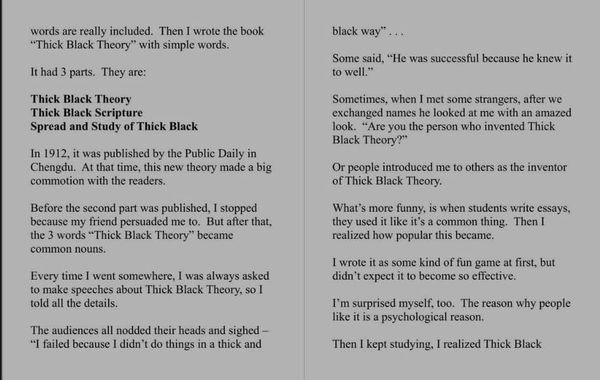 words are really included. Then I wrote the book
"Thick Black Theory" with simple words.
It had 3 parts. They are:
Thick Black Theory
Thick Black Scripture
Spread and Study of Thick Black
In 1912, it was published by the Public Daily in
Chengdu. At that time, this new theory made a big
commotion with the readers.
Before the second part was published, I stopped
because my friend persuaded me to. But after that,
the 3 words "Thick Black Theory" became
common nouns.
Every time I went somewhere, I was always asked
to make speeches about Thick Black Theory, so I
told all the details.
The audiences all nodded their heads and sighed –
"I failed because I didn't do things in a thick and
black way" . . .
Some said, "He was successful because he knew it
to well."
Sometimes, when I met some strangers, after we
exchanged names he looked at me with an amazed
look. "Are you the person who invented Thick
Black Theory?"
Or people introduced me to others as the inventor
of Thick Black Theory.
What's more funny, is when students write essays,
they used it like it's a common thing. Then I
realized how popular this became.
I wrote it as some kind of fun game at first, but
didn't expect it to become so effective.
I'm surprised myself, too. The reason why people
like it is a psychological reason.
Then I kept studying, I realized Thick Black